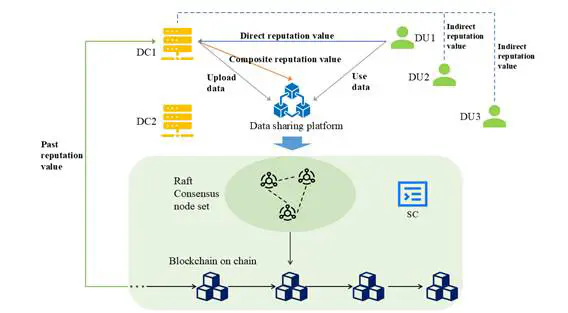 DC1
Direct reputation value
DU1
Indirect
reputation
value
Composite reputation value
Indirect
reputation
value
Upload
data
Use
data
DU2
DC2
Data sharing platform
DU3
Past
reputation
value
Raft
Consensus
node set
SC
Blockchain on chain